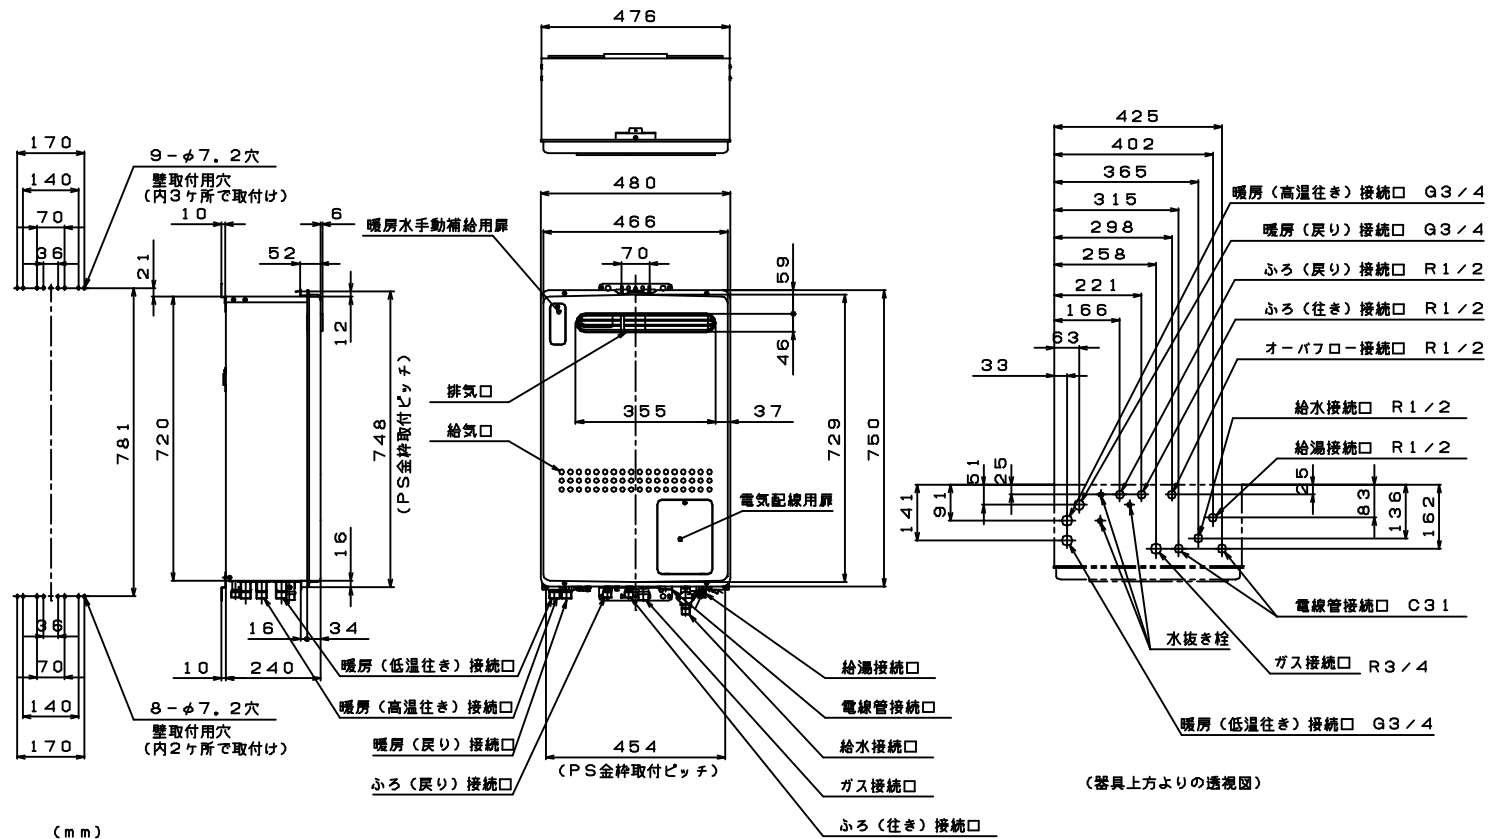 476
170
9-φ7.2穴
壁取付用穴
(内3ヶ所で取付け)
140
70
36
21
781
36
70
140
170
8-φ7.2穴
壁取付用穴
(内2ヶ所で取付け)
(mm)
10
6
52
12
720
748
(PS金枠取付ピッチ)
16
16
34
10
240
暖房水手動補給用扉
排気口
給気口
480
466
70
59
46
355
37
729
750
電気配線用扉
暖房(低温往き)接続口
暖房(高温往き)接続口
暖房(戻り)接続口
ふろ(戻り)接続口
454
(PS金枠取付ピッチ)
給湯接続口
電線管接続口
給水接続口
ガス接続口
ふろ(往き)接続口
425
402
365
315
298
258
221
166
63
33
暖房(高温往き)接続口 G3/4
暖房(戻り)接続口 G3/4
ふろ(戻り)接続口 R1/2
ふろ(往き)接続口 R1/2
オーバフロー接続口 R1/2
給水接続口 R1/2
給湯接続口 R1/2
141
91
51
25
25
83
136
162
電線管接続口 C31
水抜き栓
ガス接続口 R3/4
暖房(低温往き)接続口 G3/4
(器具上方よりの透視図)